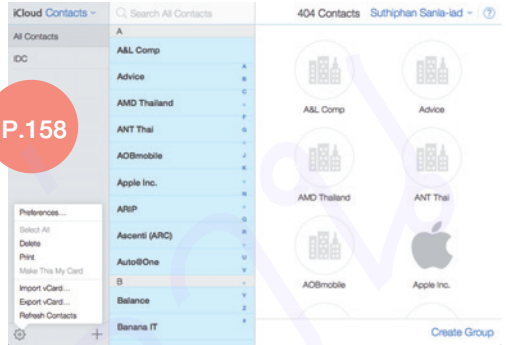 iCloud Contacts
All Contacts
IDC
P.158
Preferences...
Select All
Delete
Print
Make This My Card
Import vCard...
Export vCard...
Refresh Contacts
Search All Contacts
A
A&L Comp
Advice
AMD Thailand
ANT Thai
AOBmobile
Apple Inc.
ARIP
Ascenti (ARC)
Auto@One
B
Balance
Banana IT
A
B
C
F
G
J
K
N
Q
R
U
V
Y
Z
#
404 Contacts Suthiphan Sanla-iad ?
A&L Comp Advice
AMD Thailand ANT Thai
AOBmobile Apple Inc.
Create Group